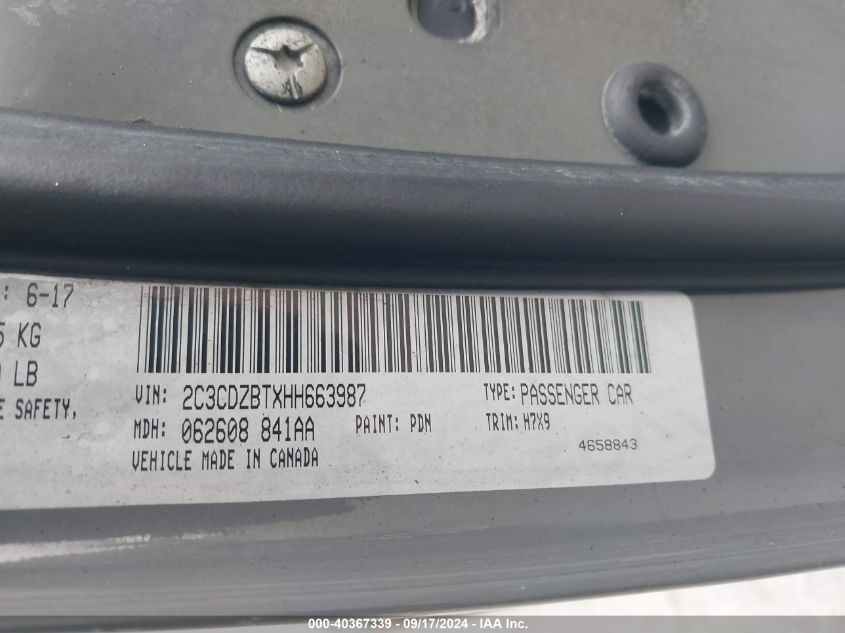 : 6-17
5 KG
LB
E SAFETY,
VIN: 2C3CDZBTXHH663987
TYPE: PASSENGER CAR
MDH: 062608 841AA
PAINT: PDN
TRIM: H7X9
VEHICLE MADE IN CANADA
4658843
000-40367339 - 09/17/2024 - IAA Inc.